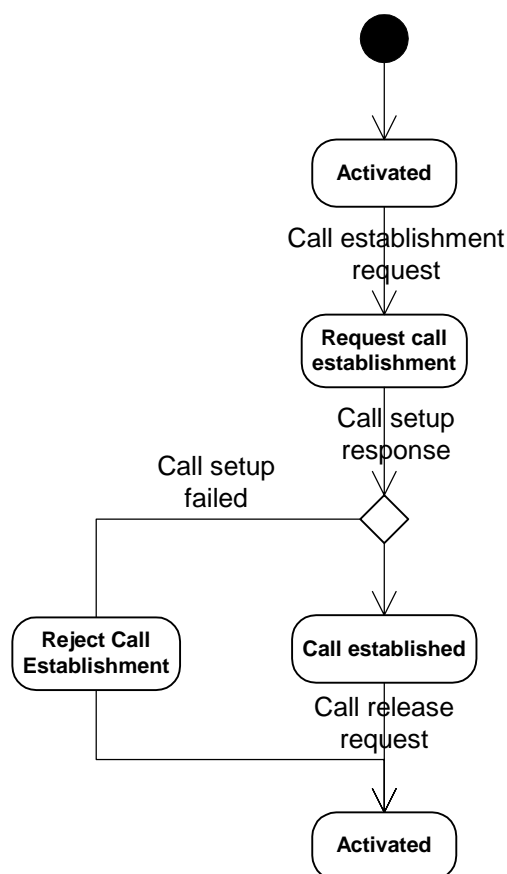 Activated
Call establishment
request
Request call
establishment
Call setup
response
Call setup
failed
Reject Call
Establishment
Call established
Call release
request
Activated